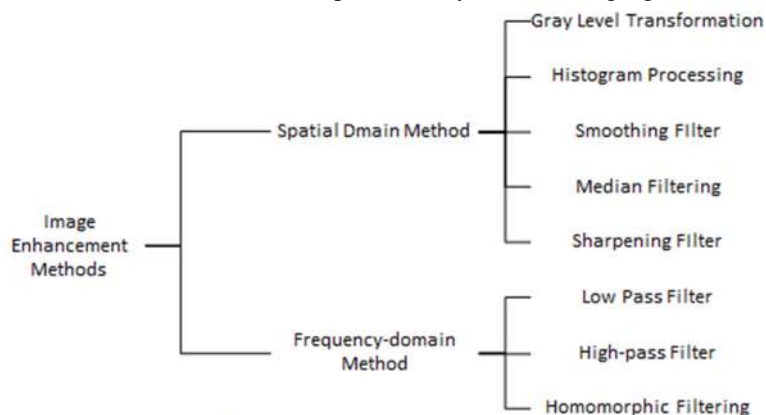 Gray Level Transformation
Histogram Processing
Spatial Dmain Method
Smoothing FIlter
Median Filtering
Image
Enhancement
Methods
Sharpening FIlter
Low Pass Filter
Frequency-domain
Method
High-pass Filter
Homomorphic Filtering